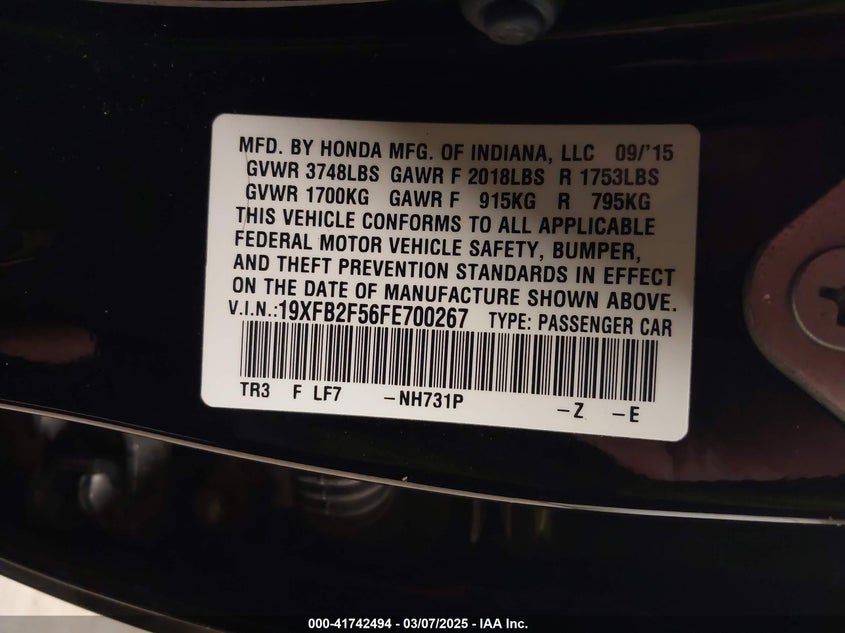 MFD. BY HONDA MFG. OF INDIANA, LLC 09/'15
GVWR 3748LBS GAWR F 2018LBS R 1753LBS
GVWR 1700KG GAWR F 915KG R 795KG
THIS VEHICLE CONFORMS TO ALL APPLICABLE
FEDERAL MOTOR VEHICLE SAFETY, BUMPER,
AND THEFT PREVENTION STANDARDS IN EFFECT
ON THE DATE OF MANUFACTURE SHOWN ABOVE.
V.I.N.:19XFB2F56FE700267 TYPE: PASSENGER CAR
TR3 F LF7 -NH731P -Z -E
000-41742494 - 03/07/2025 - IAA Inc.